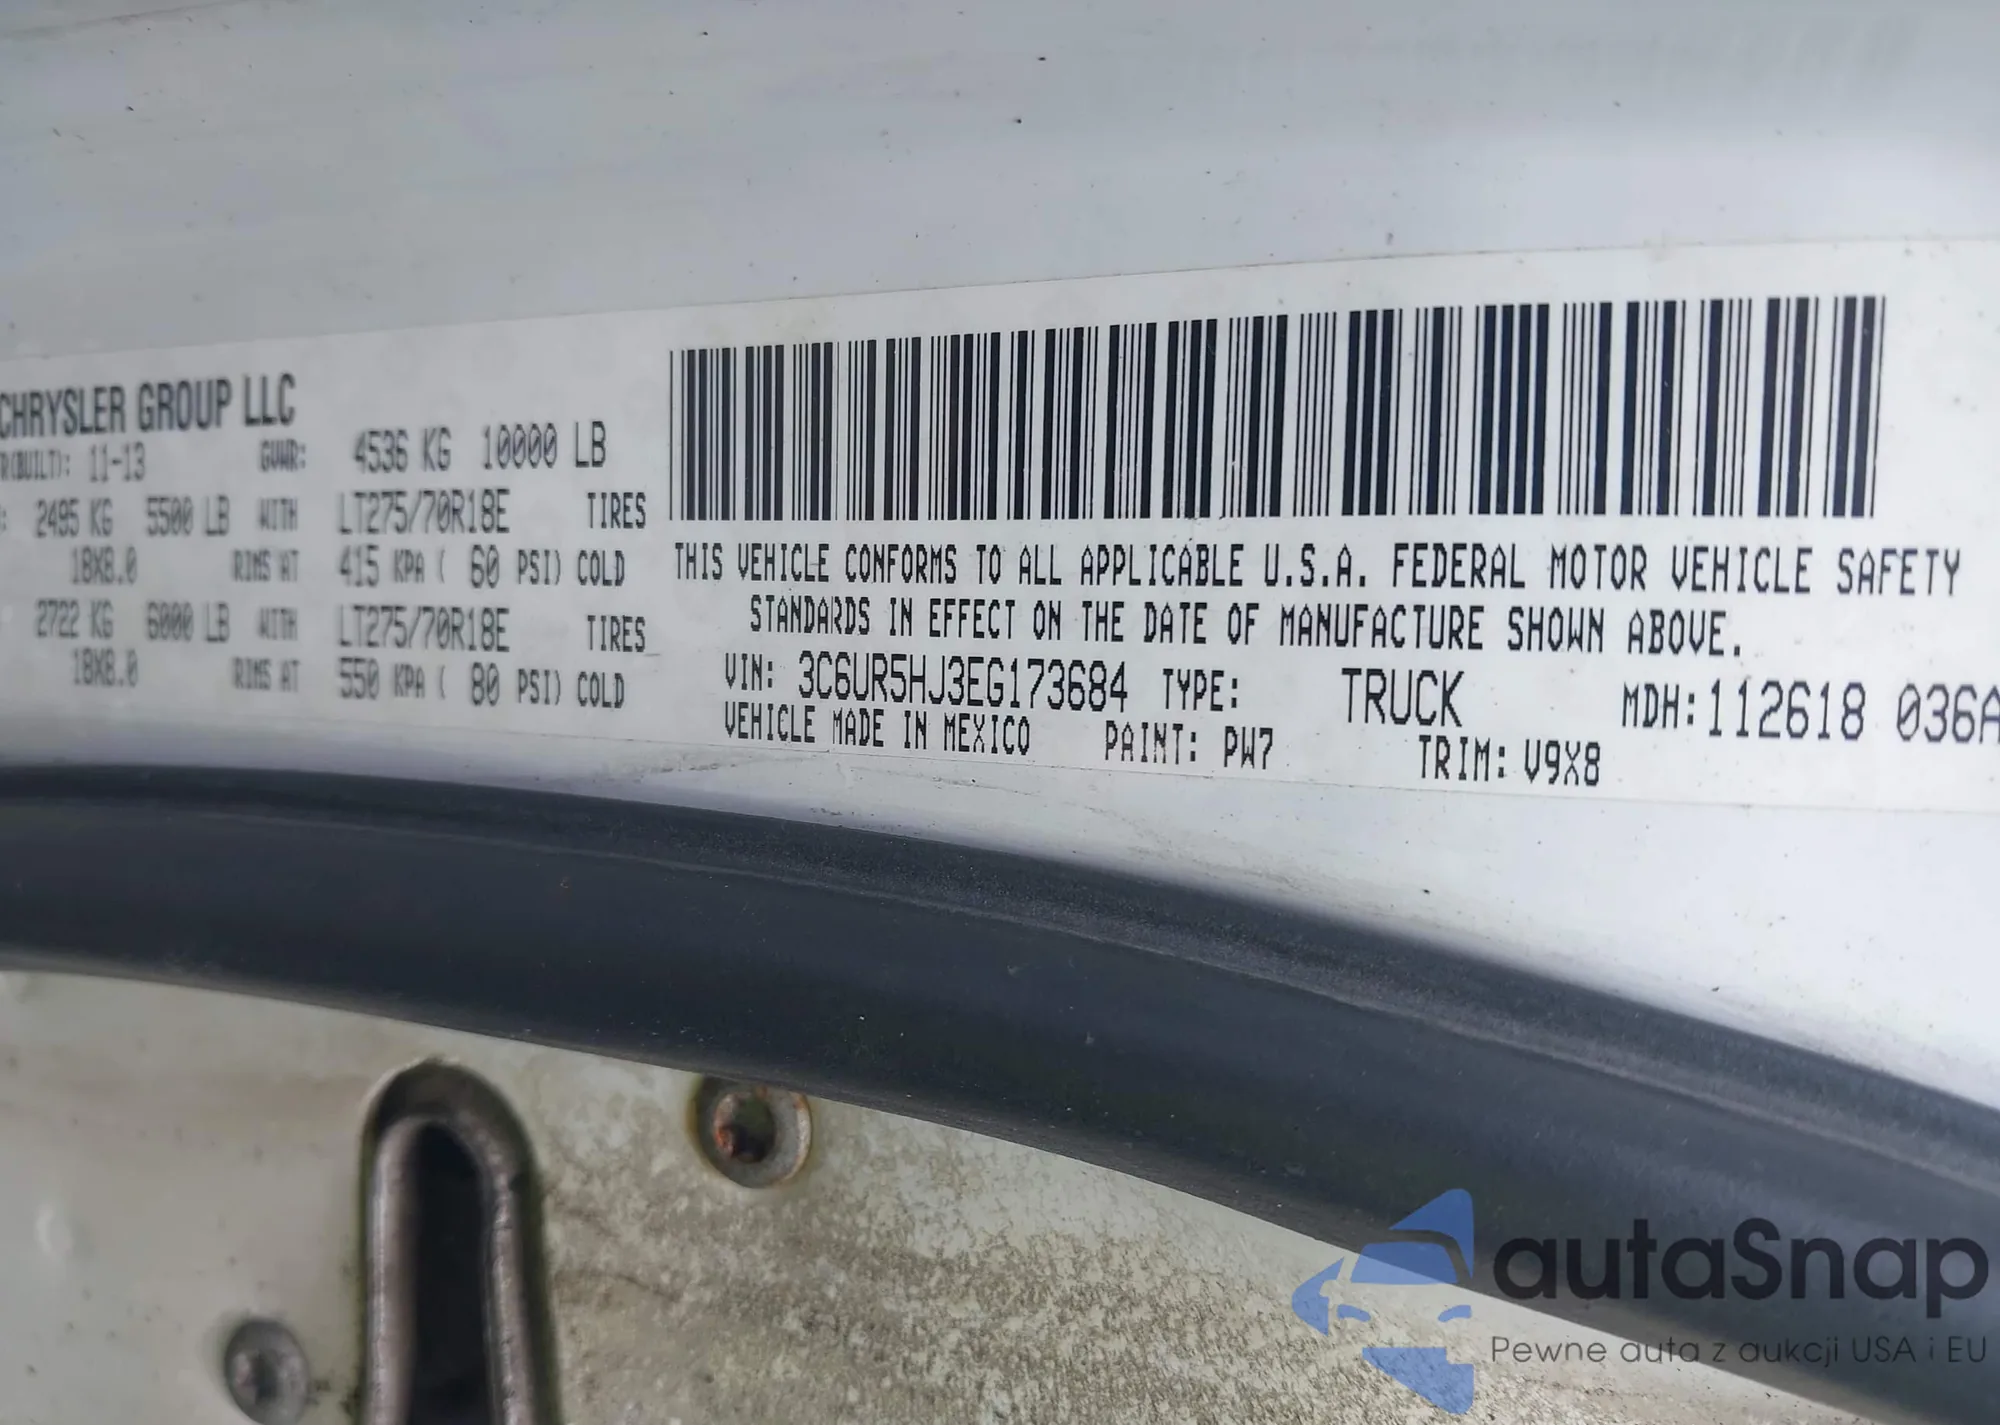 CHRYSLER GROUP LLC
R(BUILT): 11-13 GVWR: 4536 KG 10000 LB
: 2495 KG 5500 LB WITH LT275/70R18E TIRES
18X8.0 RIMS AT 415 KPA ( 60 PSI) COLD
2722 KG 6000 LB WITH LT275/70R18E TIRES
18X8.0 RIMS AT 550 KPA ( 80 PSI) COLD
THIS VEHICLE CONFORMS TO ALL APPLICABLE U.S.A. FEDERAL MOTOR VEHICLE SAFETY
STANDARDS IN EFFECT ON THE DATE OF MANUFACTURE SHOWN ABOVE.
VIN: 3C6UR5HJ3EG173684 TYPE: TRUCK MDH: 112618 036A
VEHICLE MADE IN MEXICO PAINT: PW7 TRIM: V9X8
autaSnap
Pewne auta z aukcji USA i EU